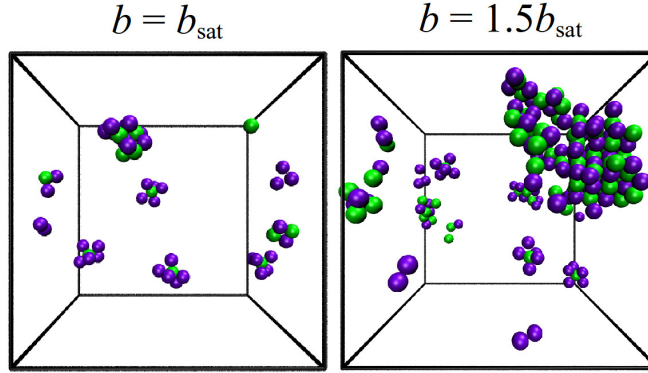 b = b_sat
b = 1.5b_sat